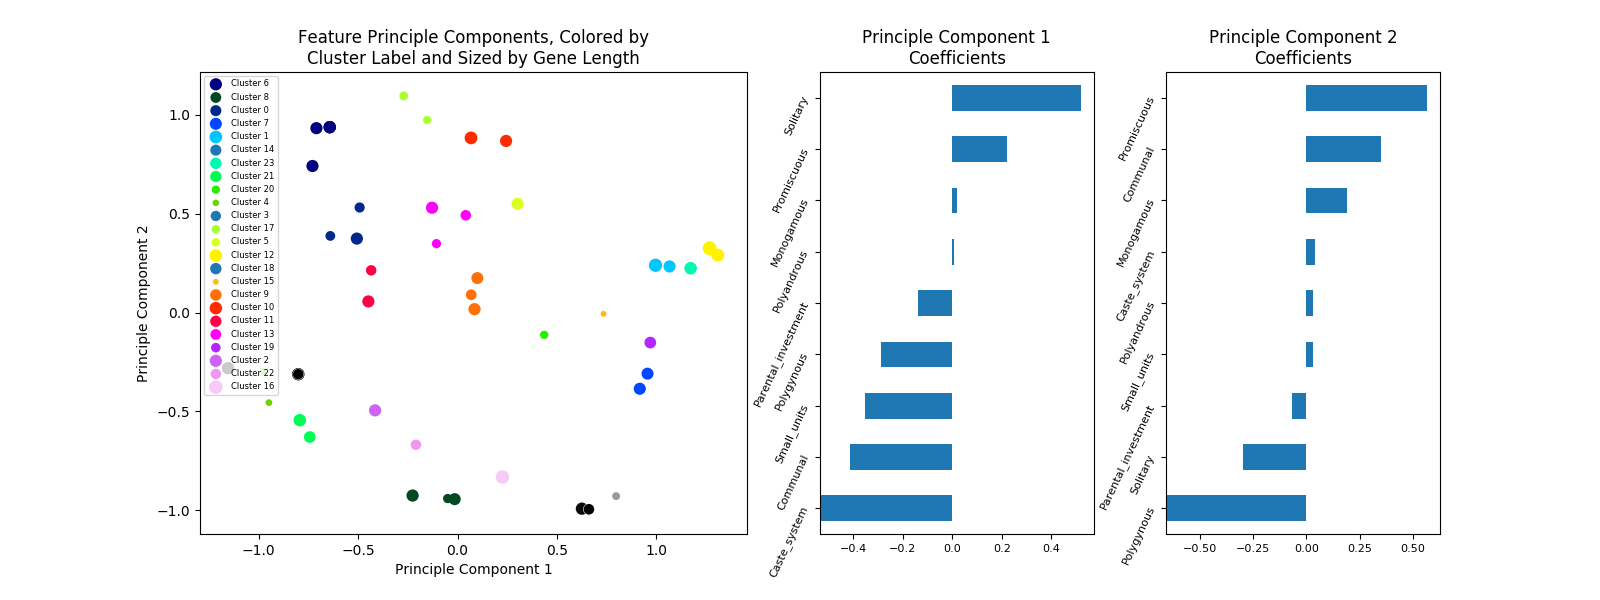 Feature Principle Components, Colored by
Cluster Label and Sized by Gene Length
Principle Component 2
1.0
0.5
0.0
−0.5
−1.0
Cluster 6
Cluster 8
Cluster 0
Cluster 7
Cluster 1
Cluster 14
Cluster 23
Cluster 21
Cluster 20
Cluster 4
Cluster 3
Cluster 17
Cluster 5
Cluster 12
Cluster 18
Cluster 15
Cluster 9
Cluster 10
Cluster 11
Cluster 13
Cluster 19
Cluster 2
Cluster 22
Cluster 16
−1.0 −0.5 0.0 0.5 1.0
Principle Component 1
Principle Component 1
Coefficients
Solitary
Promiscuous
Monogamous
Polyandrous
Parental_investment
Polygynous
Small_units
Communal
Caste_system
−0.4 −0.2 0.0 0.2 0.4
Principle Component 2
Coefficients
Promiscuous
Communal
Monogamous
Caste_system
Polyandrous
Small_units
Parental_investment
Solitary
Polygynous
−0.50 −0.25 0.00 0.25 0.50